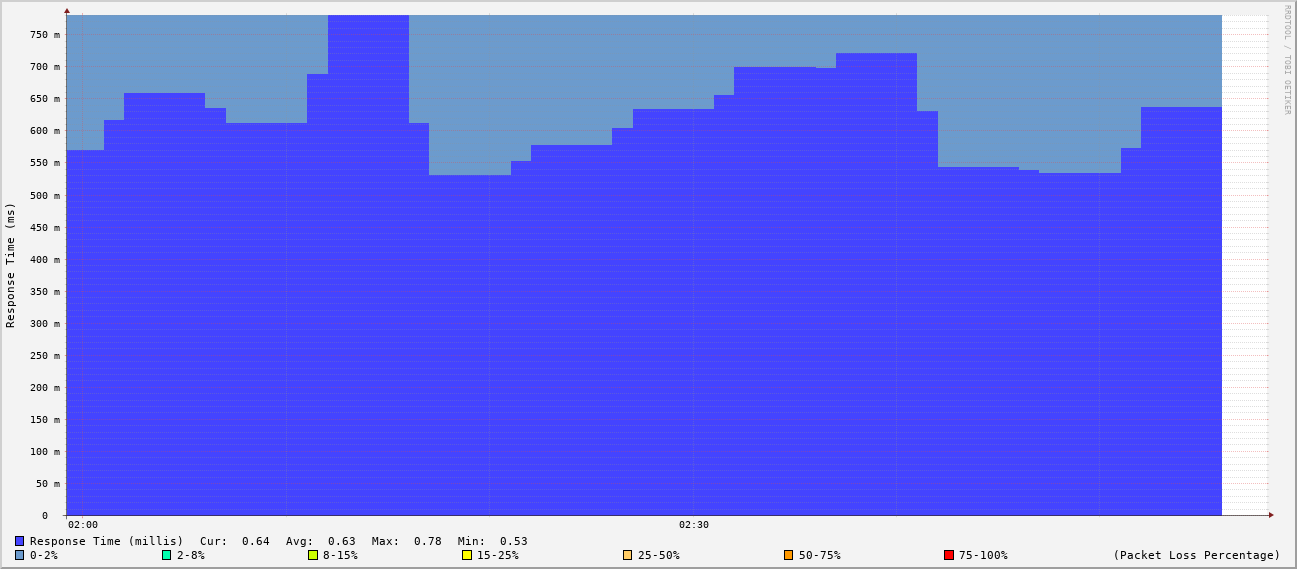 RRDTOOL / TOBI OETIKER
Response Time (ms)
750 m
700 m
650 m
600 m
550 m
500 m
450 m
400 m
350 m
300 m
250 m
200 m
150 m
100 m
50 m
0
02:00 02:30
Response Time (millis) Cur: 0.64 Avg: 0.63 Max: 0.78 Min: 0.53
0-2% 2-8% 8-15% 15-25% 25-50% 50-75% 75-100% (Packet Loss Percentage)